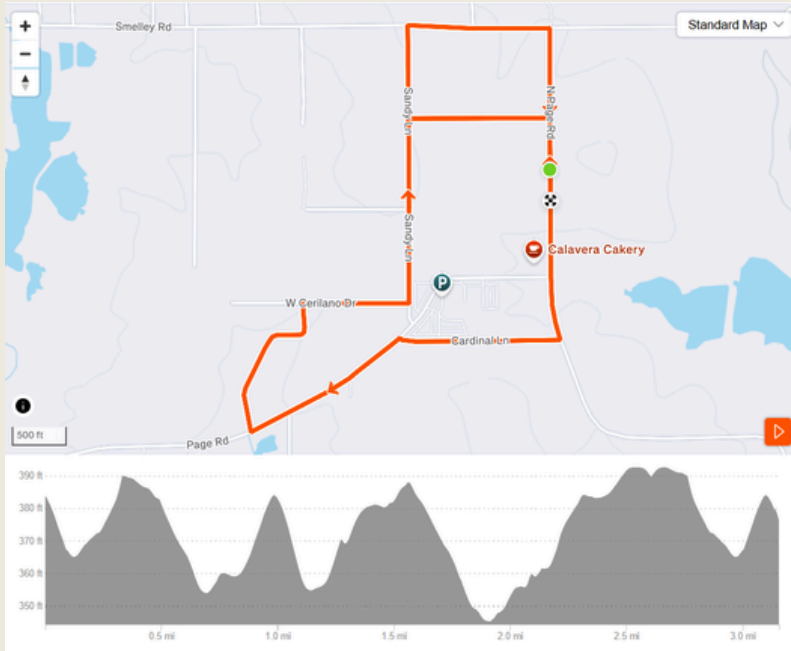 +
Smelley Rd
Standard Map
−
Sandy Ln
N Page Rd
Sandy Ln
Calavera Cakery
P
W Cerilano Dr
Cardinal Ln
i
500 ft
Page Rd
390 ft
380 ft
370 ft
360 ft
350 ft
0.5 mi
1.0 mi
1.5 mi
2.0 mi
2.5 mi
3.0 mi